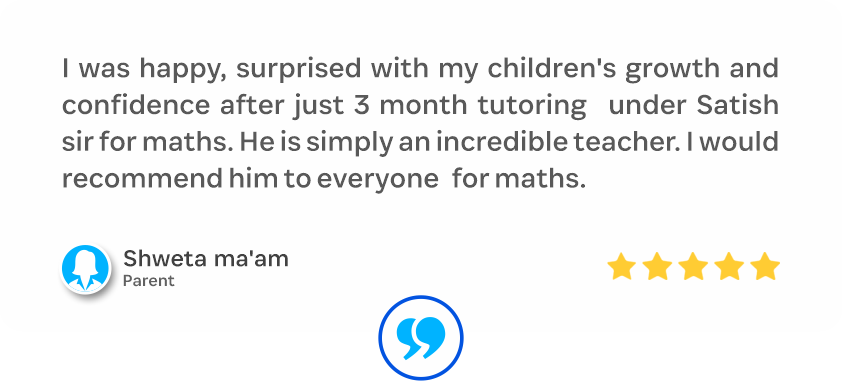 I was happy, surprised with my children's growth and
confidence after just 3 month tutoring under Satish
sir for maths. He is simply an incredible teacher. I would
recommend him to everyone for maths.
Shweta ma'am
Parent